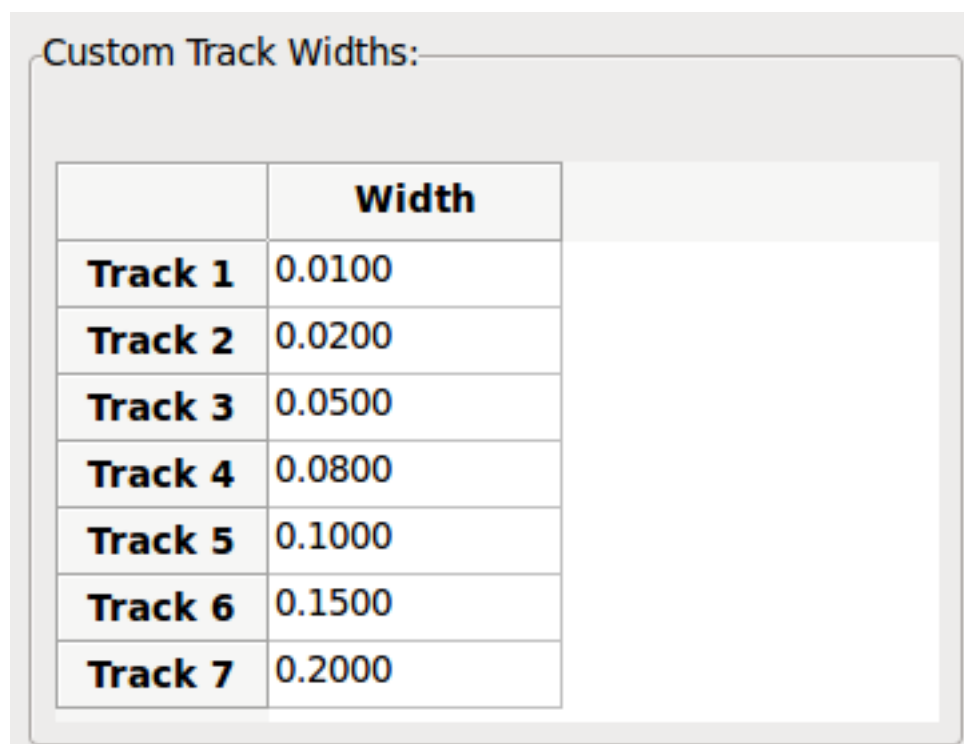 Custom Track Widths:
Width
Track 1 0.0100
Track 2 0.0200
Track 3 0.0500
Track 4 0.0800
Track 5 0.1000
Track 6 0.1500
Track 7 0.2000